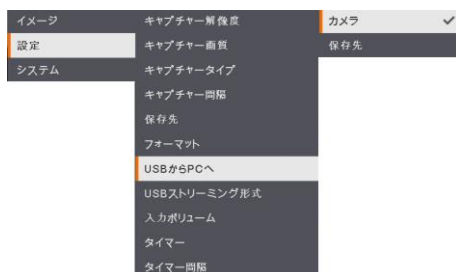 イメージ
設定
システム
キャプチャー解像度
キャプチャー画質
キャプチャータイプ
キャプチャー間隔
保存先
フォーマット
USBからPCへ
USBストリーミング形式
入力ボリューム
タイマー
タイマー間隔
カメラ
保存先